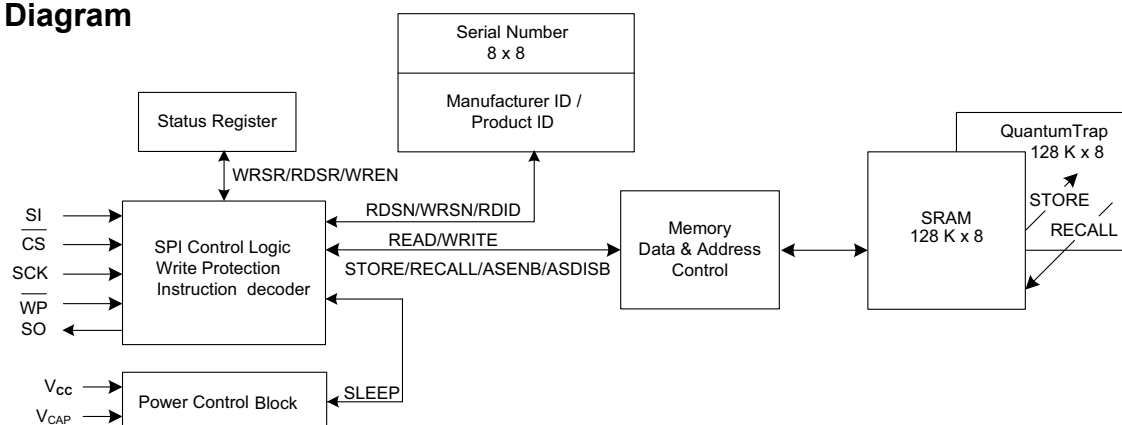 Diagram
Serial Number
8 x 8
Manufacturer ID /
Product ID
Status Register
QuantumTrap
128 K x 8
WRSR/RDSR/WREN
STORE
RECALL
SI
CS
SCK
WP
SO
SPI Control Logic
Write Protection
Instruction decoder
RDSN/WRSN/RDID
READ/WRITE
STORE/RECALL/ASENB/ASDISB
Memory
Data & Address
Control
SRAM
128 K x 8
VCC
VCAP
Power Control Block
SLEEP